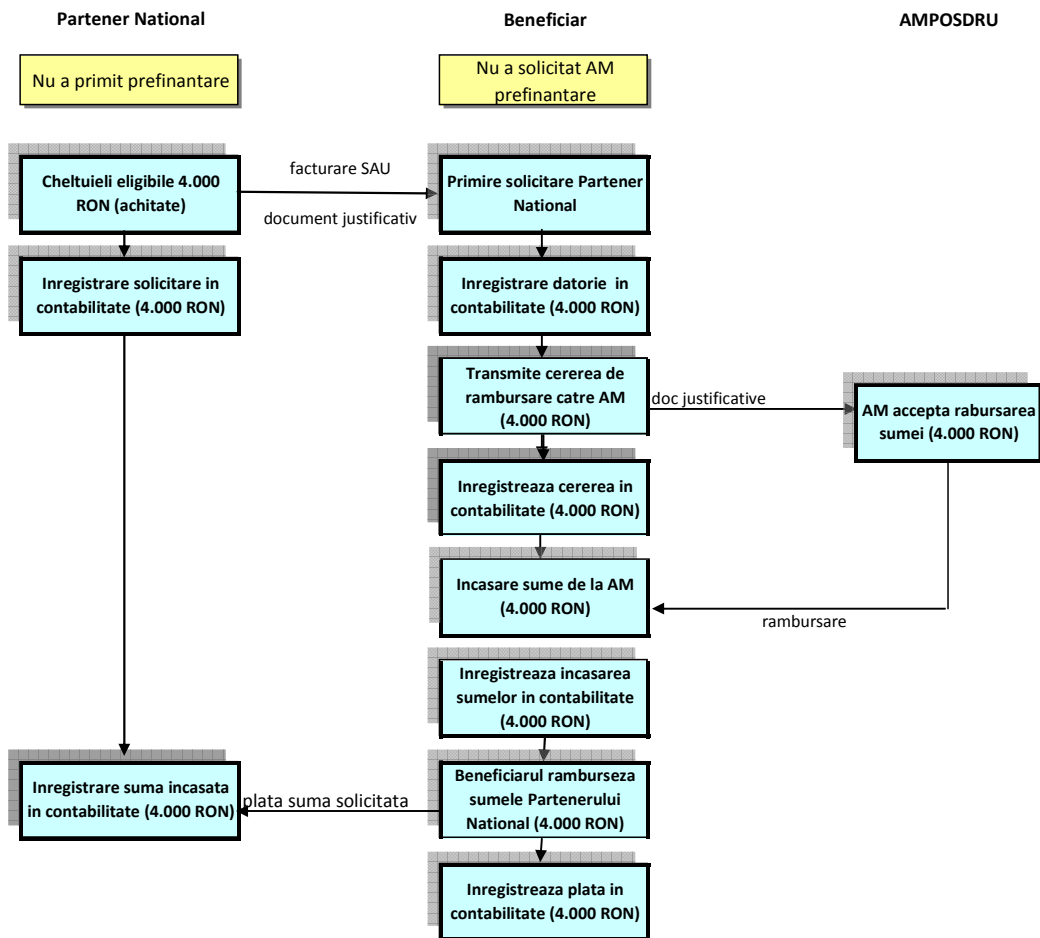 Partener National
Beneficiar
AMPOSDRU
Nu a primit prefinantare
Nu a solicitat AM
prefinantare
Cheltuieli eligibile 4.000
RON (achitate)
facturare SAU
document justificativ
Primire solicitare Partener
National
Inregistrare solicitare in
contabilitate (4.000 RON)
Inregistrare datorie in
contabilitate (4.000 RON)
Transmite cererea de
rambursare catre AM
(4.000 RON)
doc justificative
AM accepta rabursarea
sumei (4.000 RON)
Inregistreaza cererea in
contabilitate (4.000 RON)
Incasare sume de la AM
(4.000 RON)
rambursare
Inregistreaza incasarea
sumelor in contabilitate
(4.000 RON)
Inregistrare suma incasata
in contabilitate (4.000 RON)
plata suma solicitata
Beneficiarul ramburseza
sumele Partenerului
National (4.000 RON)
Inregistreaza plata in
contabilitate (4.000 RON)